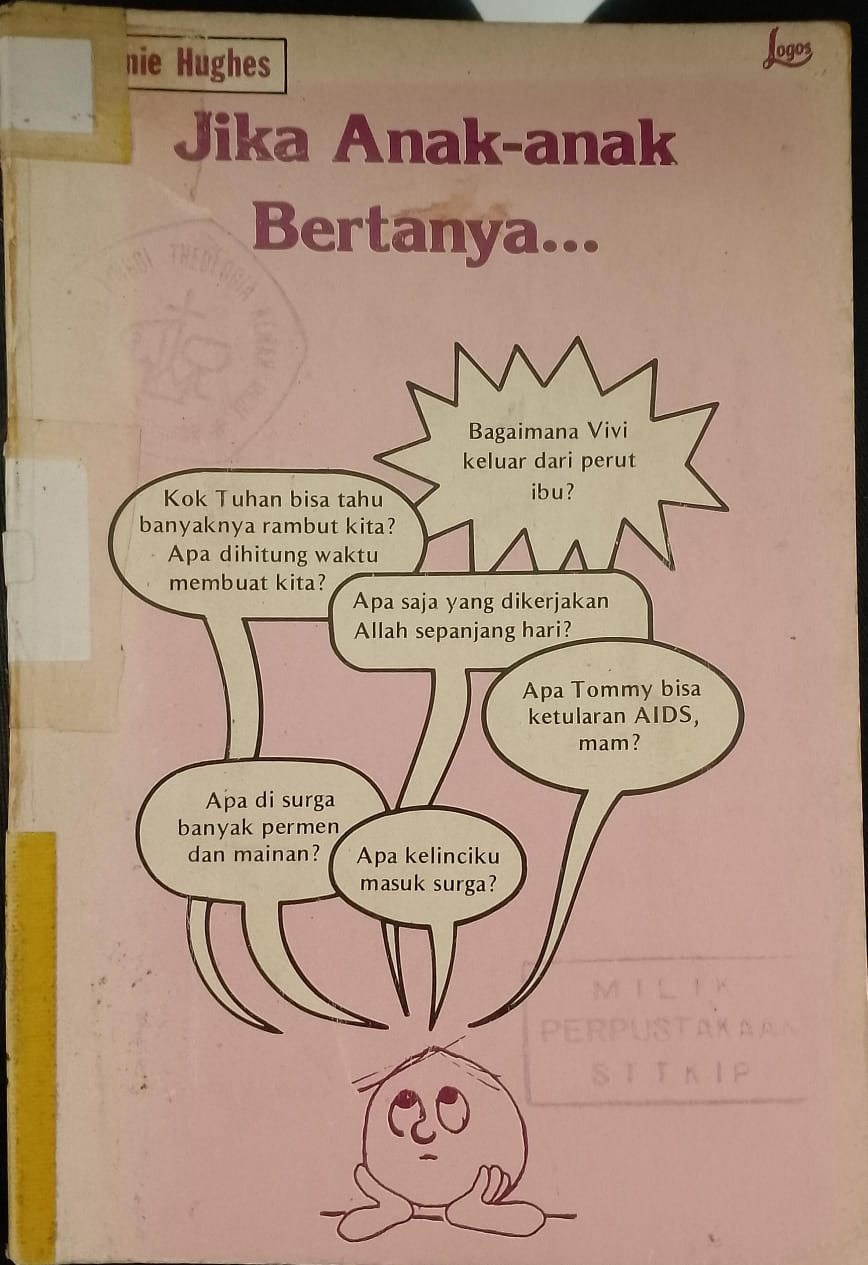 Hughes
Logos
Jika Anak-anak
Bertanya...
THEOLOGIA
Bagaimana Vivi
keluar dari perut
ibu?
Kok Tuhan bisa tahu
banyaknya rambut kita?
Apa dihitung waktu
membuat kita?
Apa saja yang dikerjakan
Allah sepanjang hari?
Apa Tommy bisa
ketularan AIDS,
mam?
Apa di surga
banyak permen
dan mainan?
Apa kelinciku
masuk surga?
MILIK
PERPUSTAKAAN
STTKIP